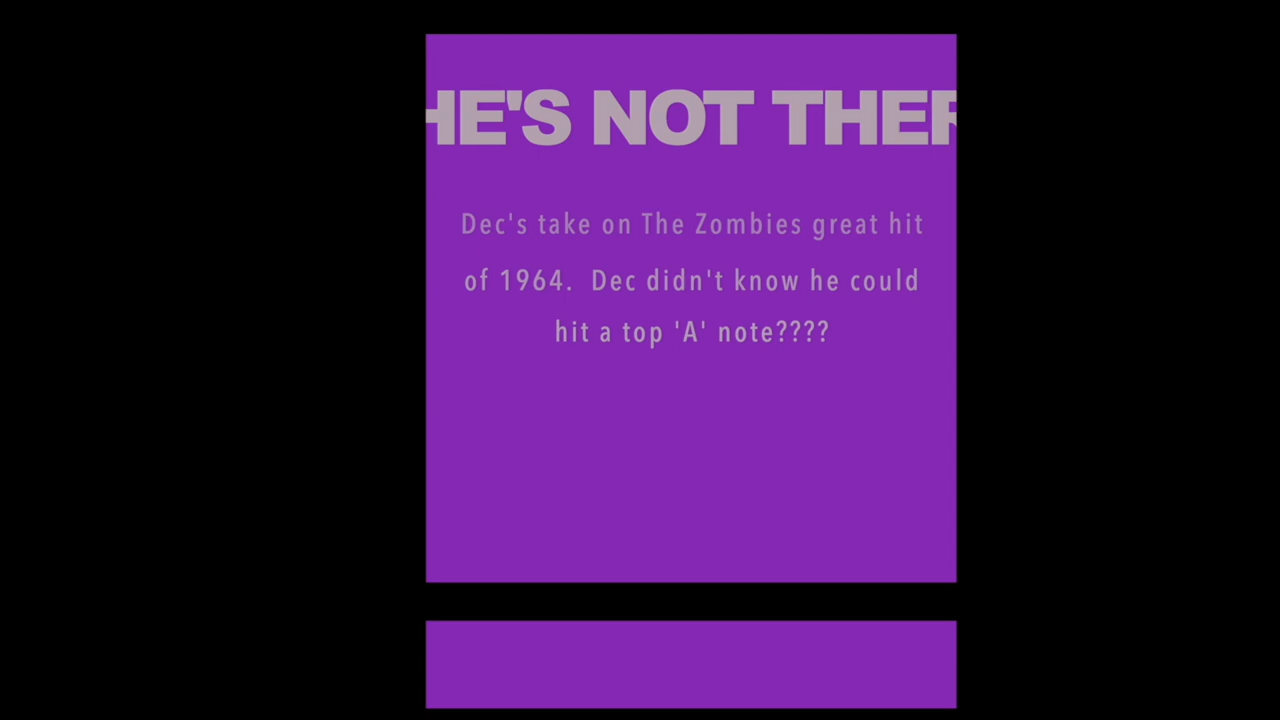 HE'S NOT THER
Dec's take on The Zombies great hit
of 1964.  Dec didn't know he could
hit a top 'A' note????